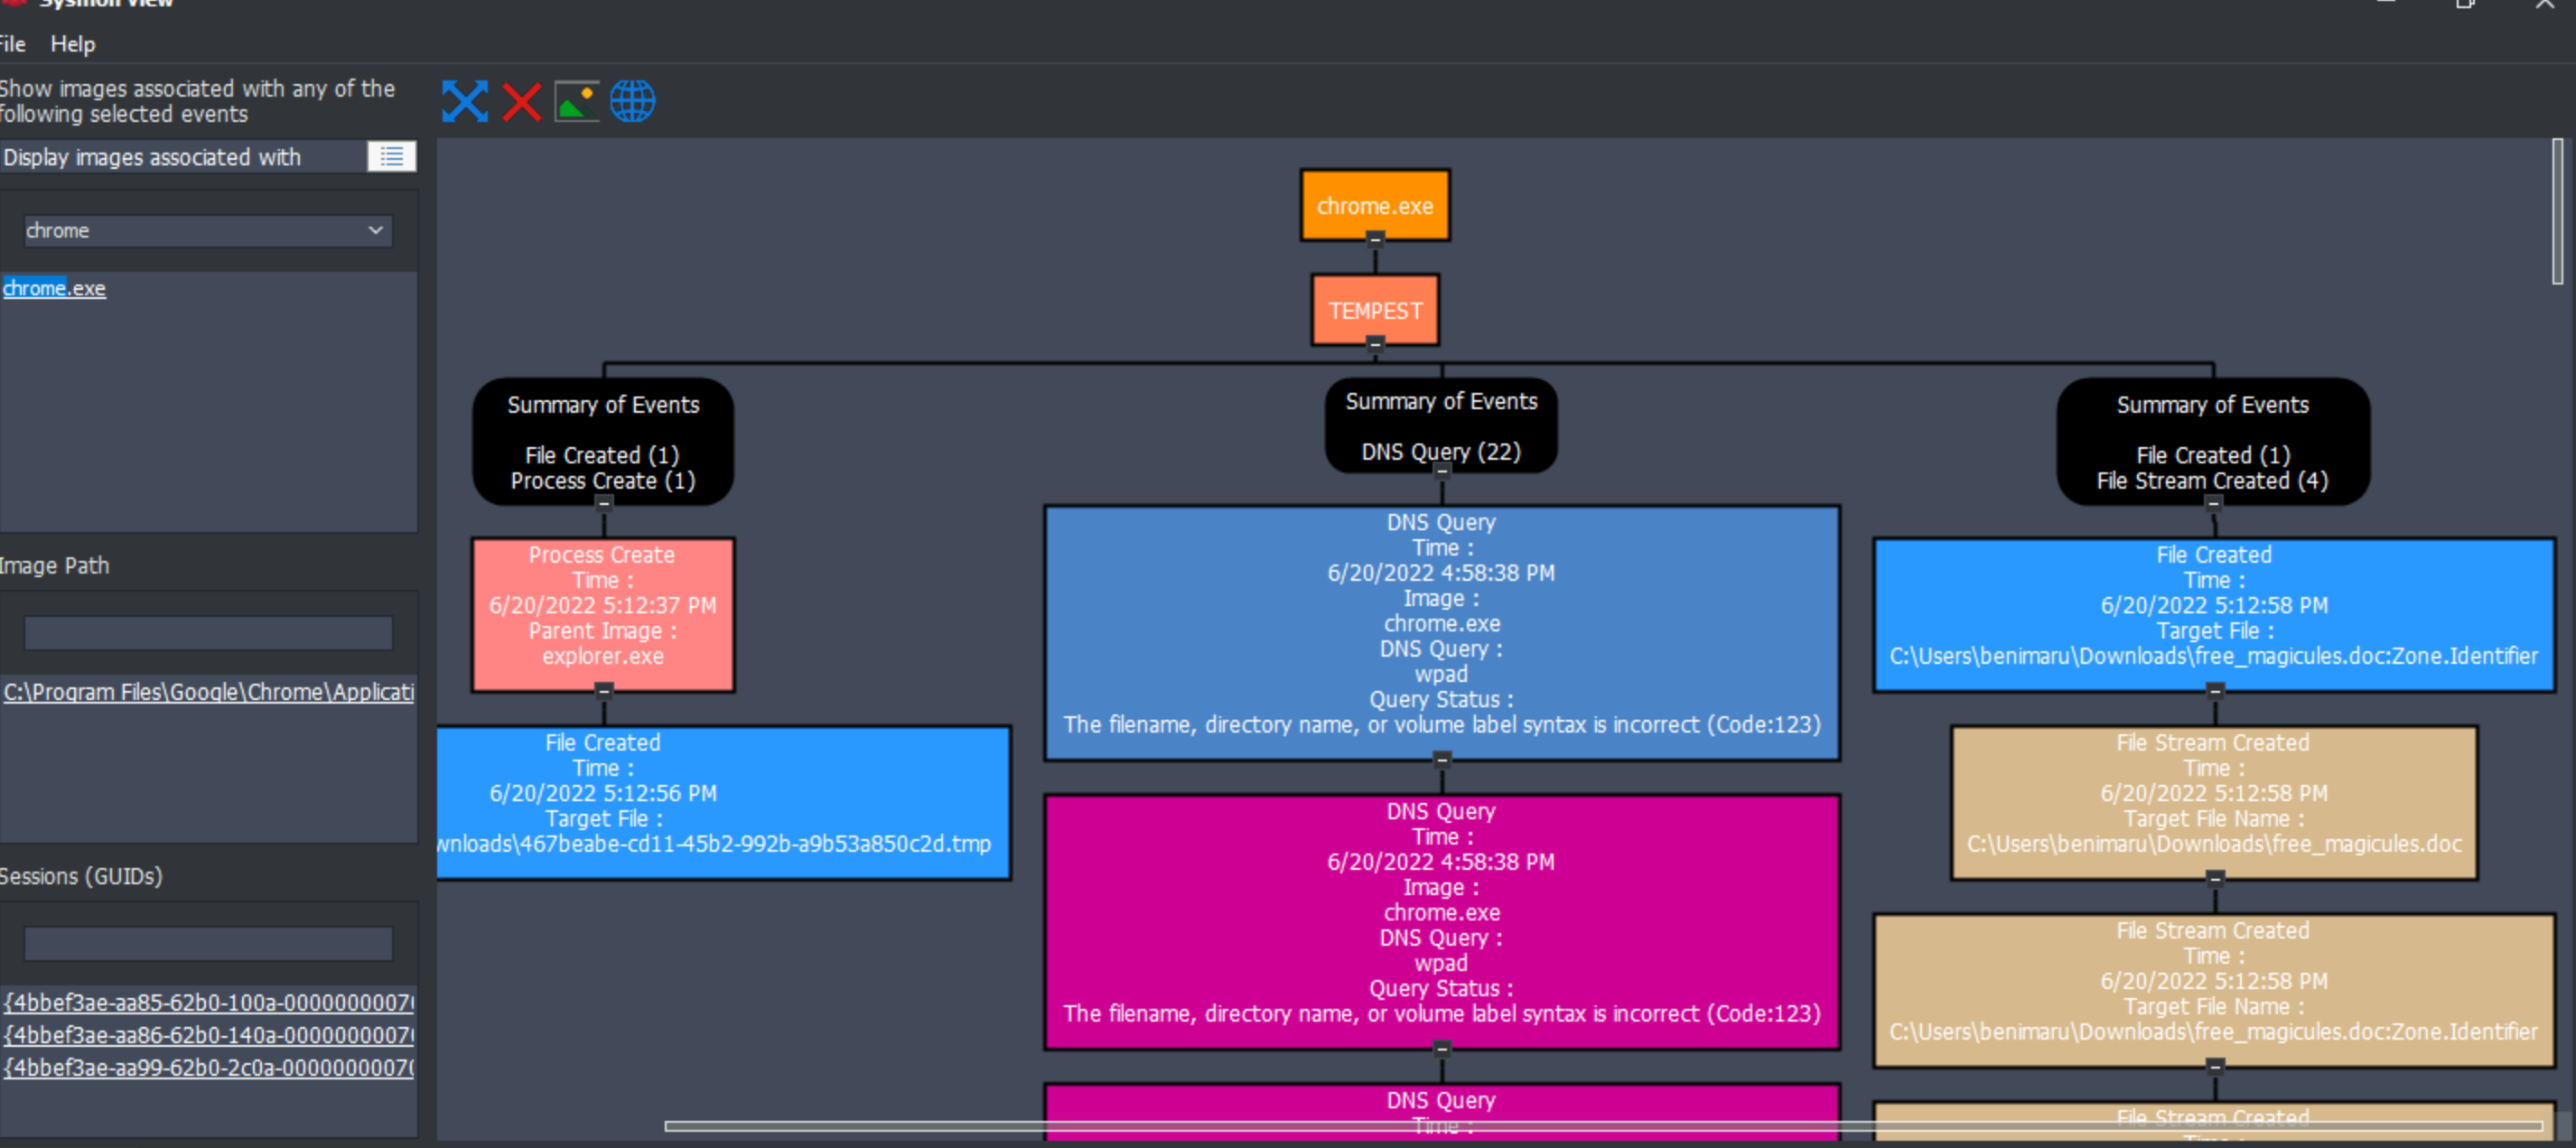 Sysmon View
File Help
Show images associated with any of the
following selected events
Display images associated with
chrome
chrome.exe
Image Path
C:\Program Files\Google\Chrome\Applicati
Sessions (GUIDs)
{4bbef3ae-aa85-62b0-100a-00000000070
{4bbef3ae-aa86-62b0-140a-00000000070
{4bbef3ae-aa99-62b0-2c0a-00000000070
chrome.exe
TEMPEST
Summary of Events
File Created (1)
Process Create (1)
Process Create
Time :
6/20/2022 5:12:37 PM
Parent Image :
explorer.exe
File Created
Time :
6/20/2022 5:12:56 PM
Target File :
wnloads\467beabe-cd11-45b2-992b-a9b53a850c2d.tmp
Summary of Events
DNS Query (22)
DNS Query
Time :
6/20/2022 4:58:38 PM
Image :
chrome.exe
DNS Query :
wpad
Query Status :
The filename, directory name, or volume label syntax is incorrect (Code:123)
DNS Query
Time :
6/20/2022 4:58:38 PM
Image :
chrome.exe
DNS Query :
wpad
Query Status :
The filename, directory name, or volume label syntax is incorrect (Code:123)
DNS Query
Time :
Summary of Events
File Created (1)
File Stream Created (4)
File Created
Time :
6/20/2022 5:12:58 PM
Target File :
C:\Users\benimaru\Downloads\free_magicules.doc:Zone.Identifier
File Stream Created
Time :
6/20/2022 5:12:58 PM
Target File Name :
C:\Users\benimaru\Downloads\free_magicules.doc
File Stream Created
Time :
6/20/2022 5:12:58 PM
Target File Name :
C:\Users\benimaru\Downloads\free_magicules.doc:Zone.Identifier
File Stream Created
Time :